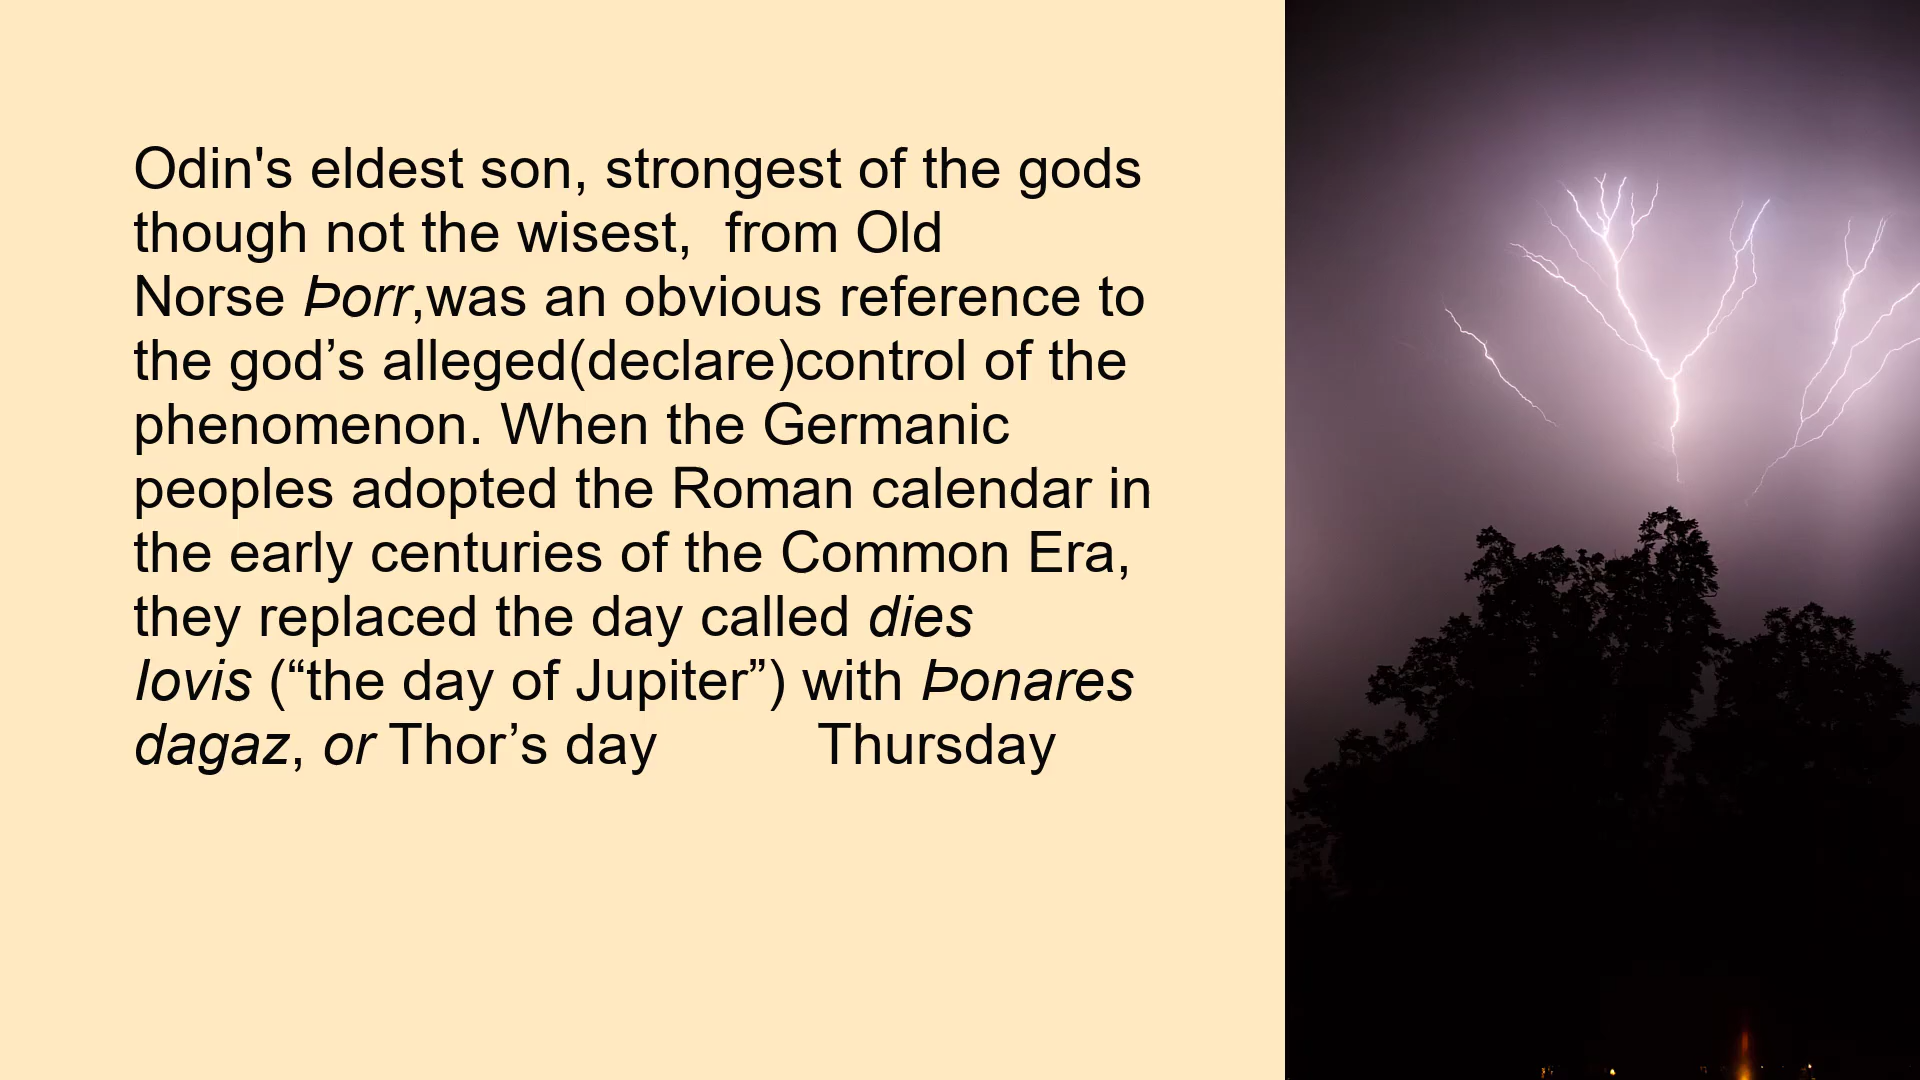 Odin's eldest son, strongest of the gods
though not the wisest,  from Old
Norse Þorr,was an obvious reference to
the god’s alleged(declare)control of the
phenomenon. When the Germanic
peoples adopted the Roman calendar in
the early centuries of the Common Era,
they replaced the day called dies
Iovis (“the day of Jupiter”) with Þonares
dagaz, or Thor’s day Thursday